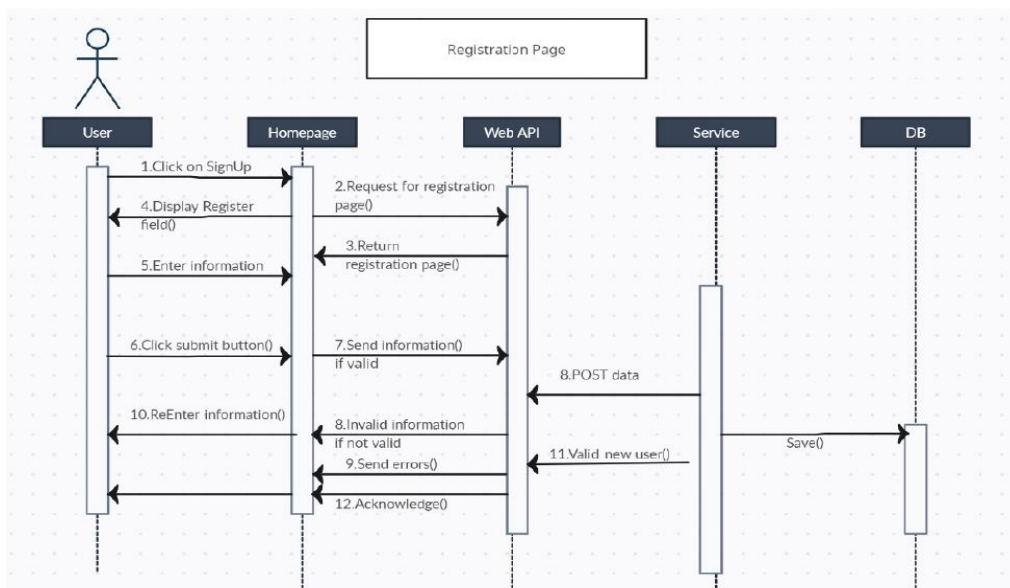 Registration Page
User
Homepage
Web API
Service
DB
1.Click on SignUp
2.Request for registration
page()
4.Display Register
field()
3.Return
registration page()
5.Enter information
6.Click submit button()
7.Send information()
if valid
8.POST data
10.ReEnter information()
8.Invalid information
if not valid
Save()
11.Valid new user()
9.Send errors()
12.Acknowledge()